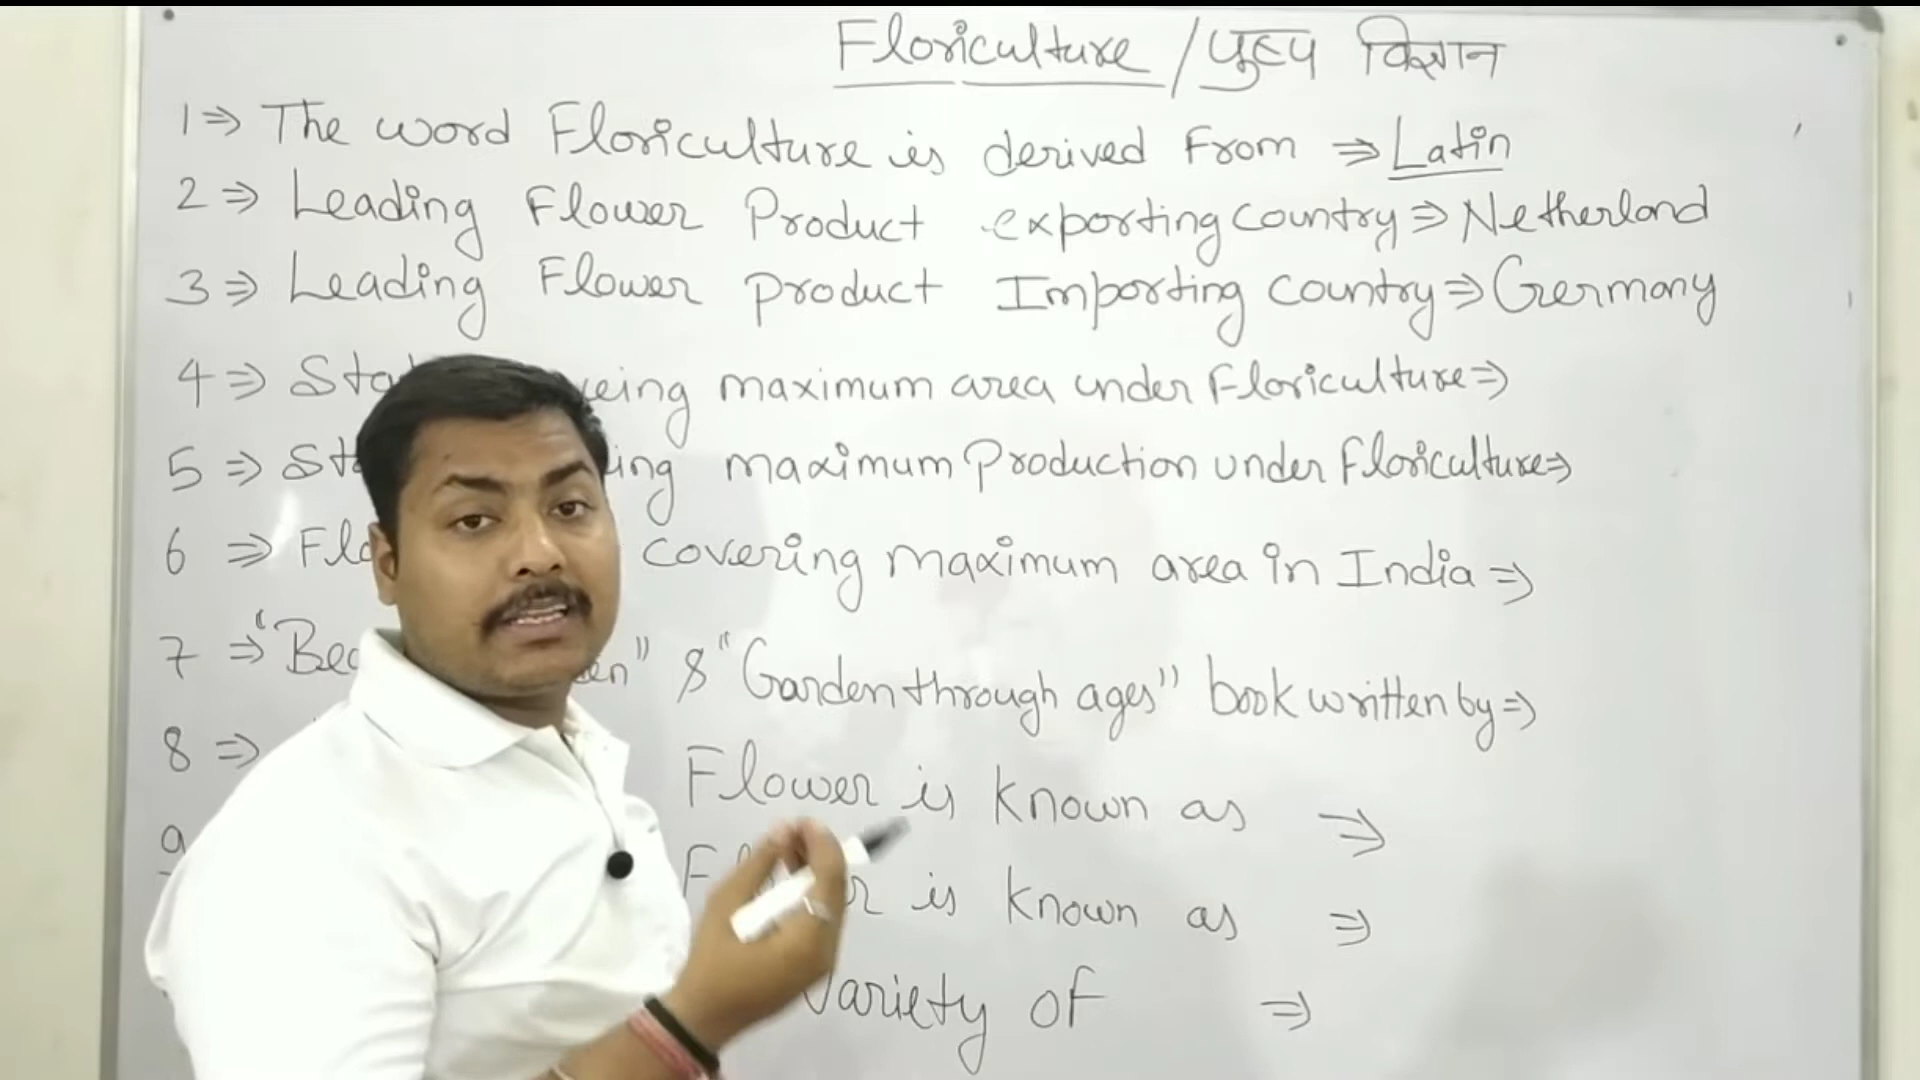 Floriculture / पुष्प विज्ञान
1⇒ The word Floriculture is derived from ⇒ Latin
2⇒ Leading Flower Product exporting country ⇒ Netherland
3⇒ Leading Flower product Importing country ⇒ Germany
4⇒ maximum area under Floriculture ⇒
5⇒ maximum Production under Floriculture ⇒
6 ⇒ covering maximum area in India ⇒
7 ⇒ & "Garden through ages" book written by ⇒
8 ⇒ Flower is known as ⇒
9 is known as ⇒
Variety of ⇒